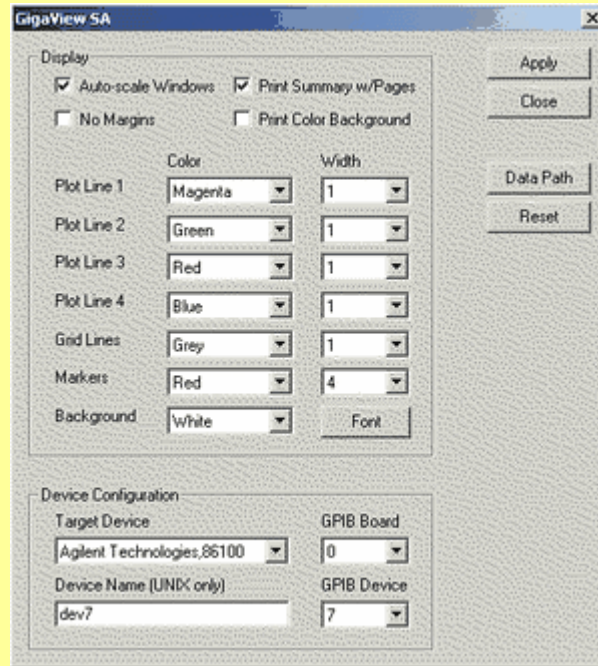 GigaView SA
Display
Auto-scale Windows Print Summary w/Pages
No Margins Print Color Background
Color Width
Plot Line 1 Magenta 1
Plot Line 2 Green 1
Plot Line 3 Red 1
Plot Line 4 Blue 1
Grid Lines Grey 1
Markers Red 4
Background White Font
Apply
Close
Data Path
Reset
Device Configuration
Target Device GPIB Board
Agilent Technologies,86100 0
Device Name (UNIX only) GPIB Device
dev7 7